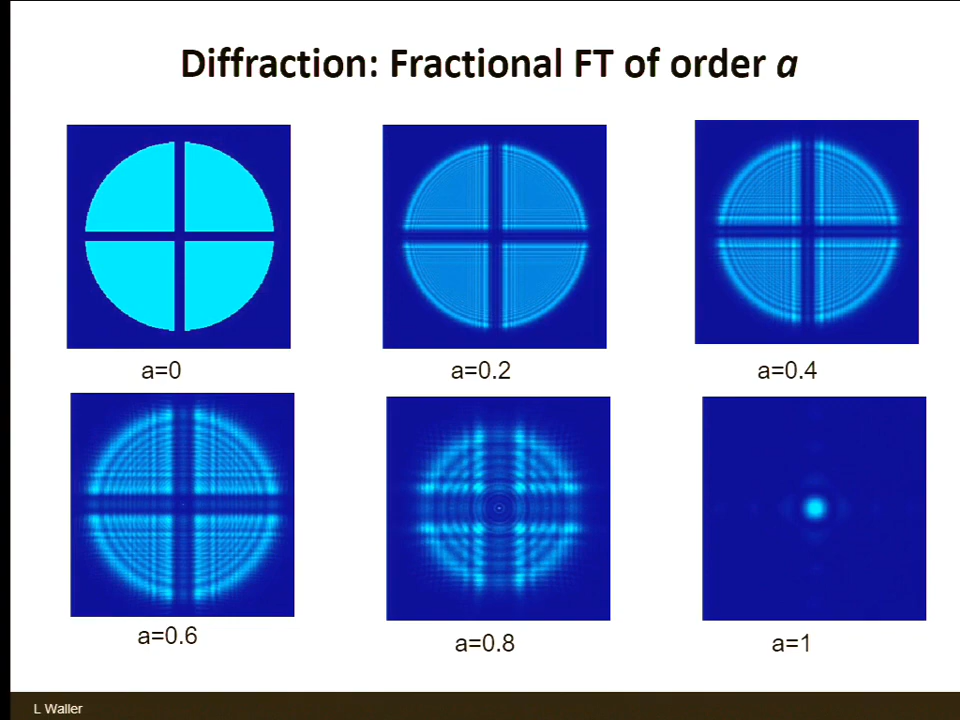 Diffraction: Fractional FT of order a
a=0
a=0.2
a=0.4
a=0.6
a=0.8
a=1
L Waller